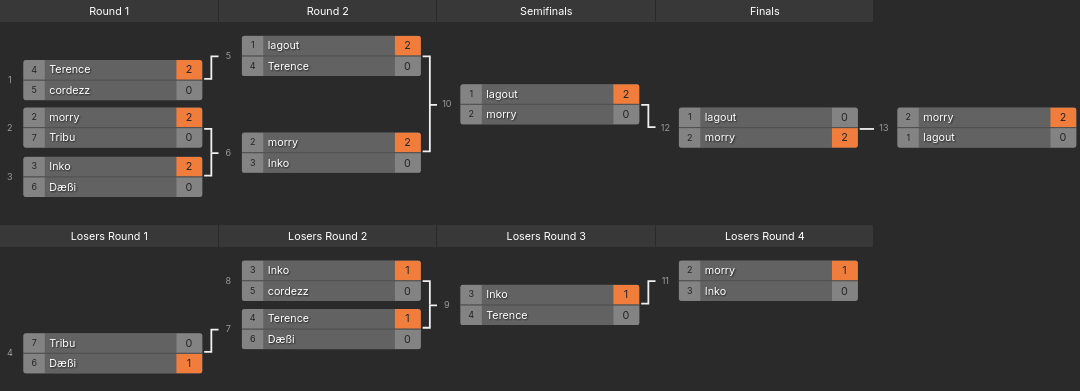 Round 1 Round 2 Semifinals Finals
1 lagout 2
5
4 Terence 0
4 Terence 2
1
5 cordezz 0
1 lagout 2
10
2 morry 0
2 morry 2
2
7 Tribu 0
1 lagout 0
12
2 morry 2
2 morry 2
13
1 lagout 0
2 morry 2
6
3 Inko 0
3 Inko 2
3
6 Dæßi 0
Losers Round 1 Losers Round 2 Losers Round 3 Losers Round 4
3 Inko 1
8
5 cordezz 0
2 morry 1
11
3 Inko 0
3 Inko 1
9
4 Terence 0
4 Terence 1
7
6 Dæßi 0
7 Tribu 0
4
6 Dæßi 1